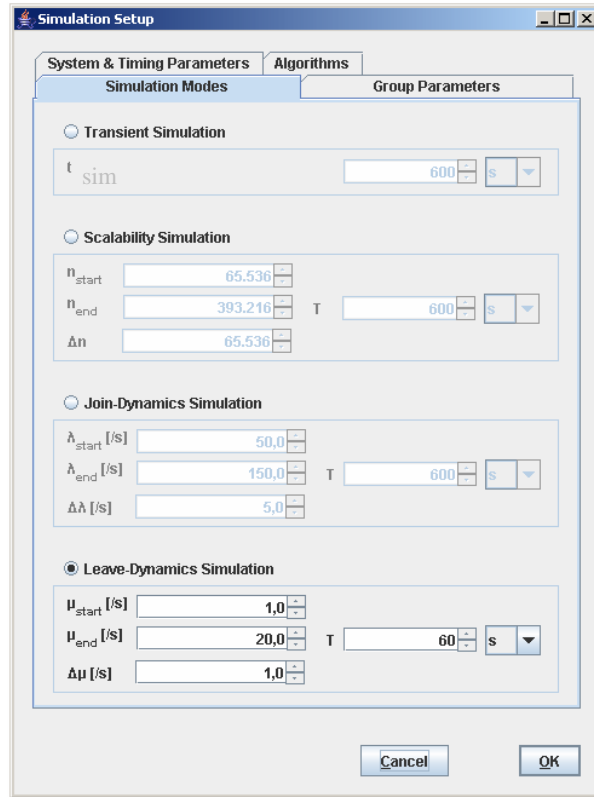 Simulation Setup
System & Timing Parameters Algorithms
Simulation Modes Group Parameters
Transient Simulation
t sim 600 s
Scalability Simulation
n start 65.536
n end 393.216 T 600 s
Δn 65.536
Join-Dynamics Simulation
λ start [/s] 50,0
λ end [/s] 150,0 T 600 s
Δλ [/s] 5,0
Leave-Dynamics Simulation
μ start [/s] 1,0
μ end [/s] 20,0 T 60 s
Δμ [/s] 1,0
Cancel OK